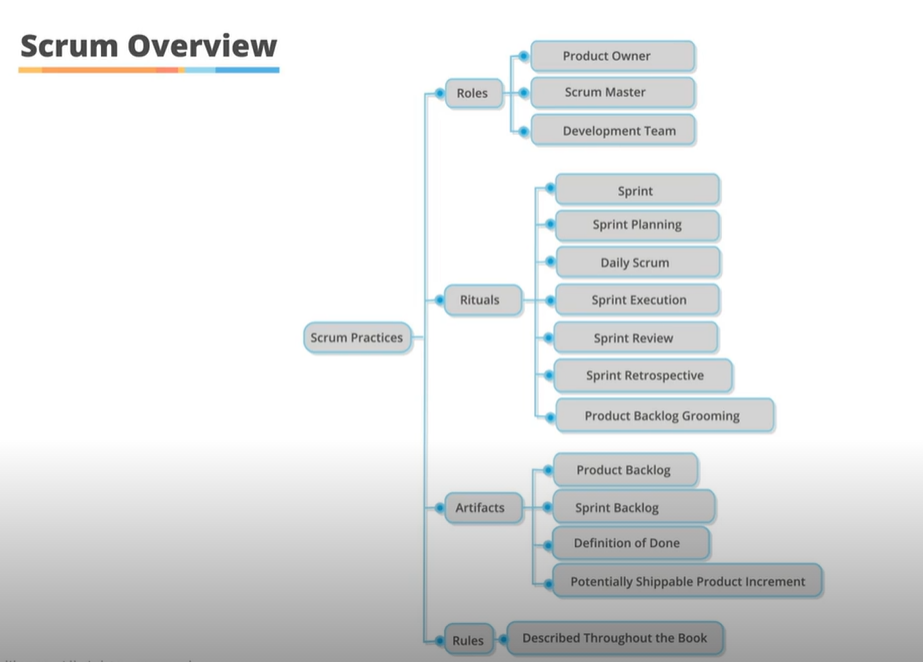 Scrum Overview
Product Owner
Roles
Scrum Master
Development Team
Sprint
Sprint Planning
Daily Scrum
Rituals
Sprint Execution
Scrum Practices
Sprint Review
Sprint Retrospective
Product Backlog Grooming
Product Backlog
Artifacts
Sprint Backlog
Definition of Done
Potentially Shippable Product Increment
Rules
Described Throughout the Book